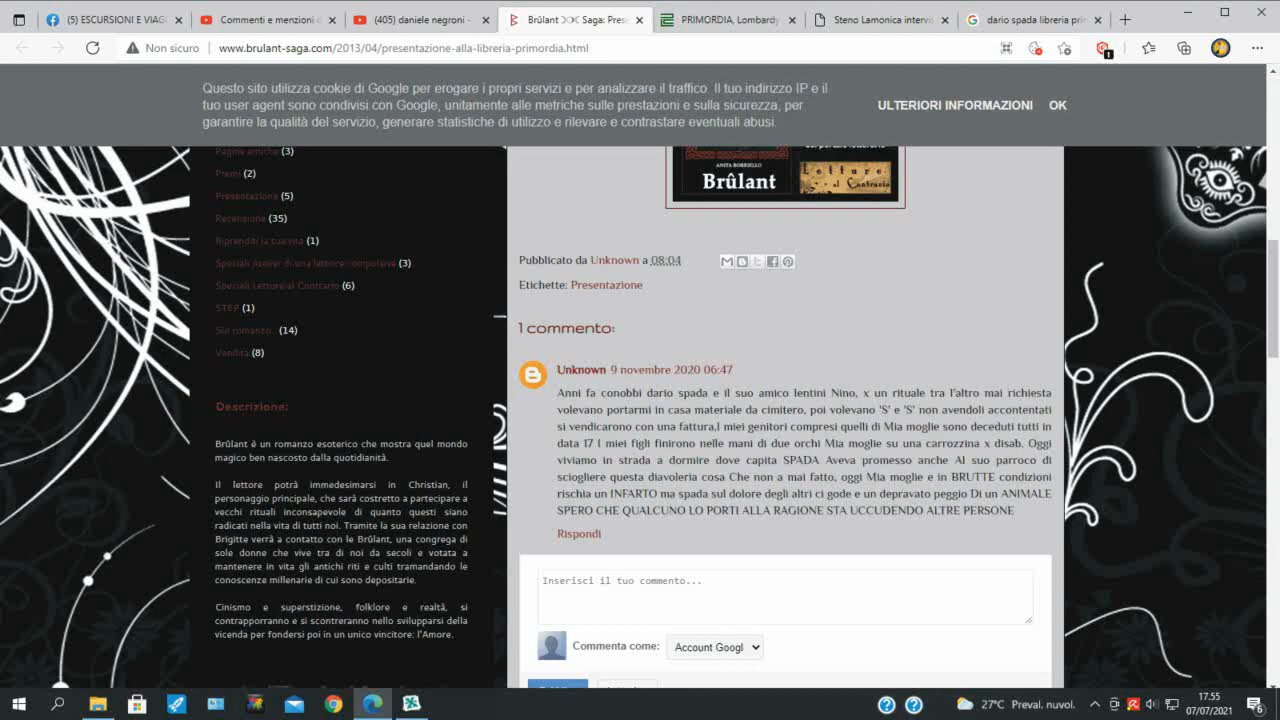 (5) ESCURSIONI E VIAG
Commenti e menzioni d
(405) daniele negroni -
Brûlant Saga: Prese
PRIMORDIA, Lombardy
Steno Lamonica intervis
dario spada libreria prim
Non sicuro
www.brulant-saga.com/2013/04/presentazione-alla-libreria-primordia.html
1
Questo sito utilizza cookie di Google per erogare i propri servizi e per analizzare il traffico. Il tuo indirizzo IP e il
tuo user agent sono condivisi con Google, unitamente alle metriche sulle prestazioni e sulla sicurezza, per
garantire la qualità del servizio, generare statistiche di utilizzo e rilevare e contrastare eventuali abusi.
ULTERIORI INFORMAZIONI OK
Pagine amiche (3)
Premi (2)
Presentazione (5)
Recensione (35)
Riprenditi la tua vita (1)
Speciali Atelier di una lettrice compulsiva (3)
Speciali Letture al Contrario (6)
STEP (1)
Sul romanzo... (14)
Vendita (8)
Descrizione:
Brûlant è un romanzo esoterico che mostra quel mondo
magico ben nascosto dalla quotidianità.
Il lettore potrà immedesimarsi in Christian, il
personaggio principale, che sarà costretto a partecipare a
vecchi rituali inconsapevole di quanto questi siano
radicati nella vita di tutti noi. Tramite la sua relazione con
Brigitte verrà a contatto con le Brûlant, una congrega di
sole donne che vive tra di noi da secoli e votata a
mantenere in vita gli antichi riti e culti tramandando le
conoscenze millenarie di cui sono depositarie.
Cinismo e superstizione, folklore e realtà, si
contrapporranno e si scontreranno nello svilupparsi della
vicenda per fondersi poi in un unico vincitore: l'Amore.
ANITA BORRIELLO
Brûlant
Letture
al Contrario
Pubblicato da Unknown a 08:04
Etichette: Presentazione
1 commento:
Unknown 9 novembre 2020 06:47
Anni fa conobbi dario spada e il suo amico lentini Nino, x un rituale tra l'altro mai richiesta
volevano portarmi in casa materiale da cimitero, poi volevano 'S' e 'S' non avendoli accontentati
si vendicarono con una fattura,I miei genitori compresi quelli di Mia moglie sono deceduti tutti in
data 17 I miei figli finirono nelle mani di due orchi Mia moglie su una carrozzina x disab. Oggi
viviamo in strada a dormire dove capita SPADA Aveva promesso anche Al suo parroco di
sciogliere questa diavoleria cosa Che non a mai fatto, oggi Mia moglie e in BRUTTE condizioni
rischia un INFARTO ma spada sul dolore degli altri ci gode e un depravato peggio Di un ANIMALE
SPERO CHE QUALCUNO LO PORTI ALLA RAGIONE STA UCCUDENDO ALTRE PERSONE
Rispondi
Inserisci il tuo commento...
Commenta come: Account Googl
27°C Preval. nuvol.
17.55
07/07/2021
6